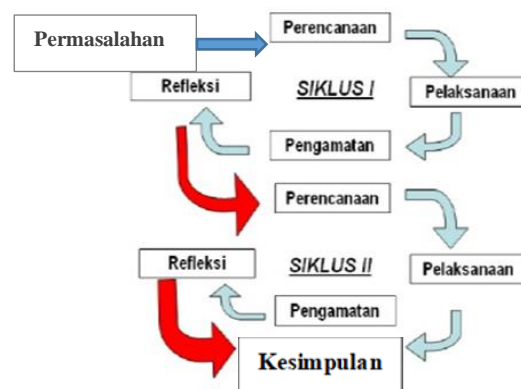 Permasalahan
Perencanaan
Refleksi
SIKLUS I
Pelaksanaan
Pengamatan
Perencanaan
Refleksi
SIKLUS II
Pelaksanaan
Pengamatan
Kesimpulan